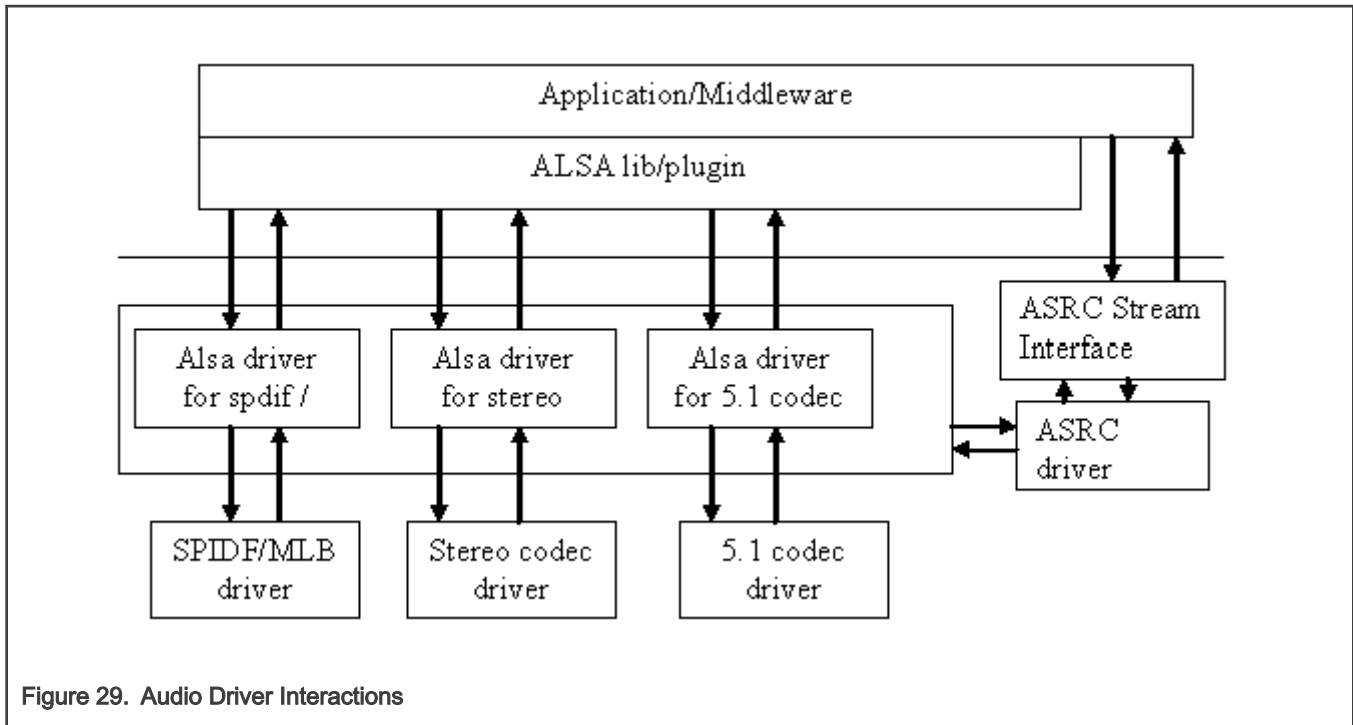 Application/Middleware
ALSA lib/plugin
ASRC Stream
Interface
Alsa driver
for spdif /
Alsa driver
for stereo
Alsa driver
for 5.1 codec
ASRC
driver
SPIDF/MLB
driver
Stereo codec
driver
5.1 codec
driver
Figure 29. Audio Driver Interactions